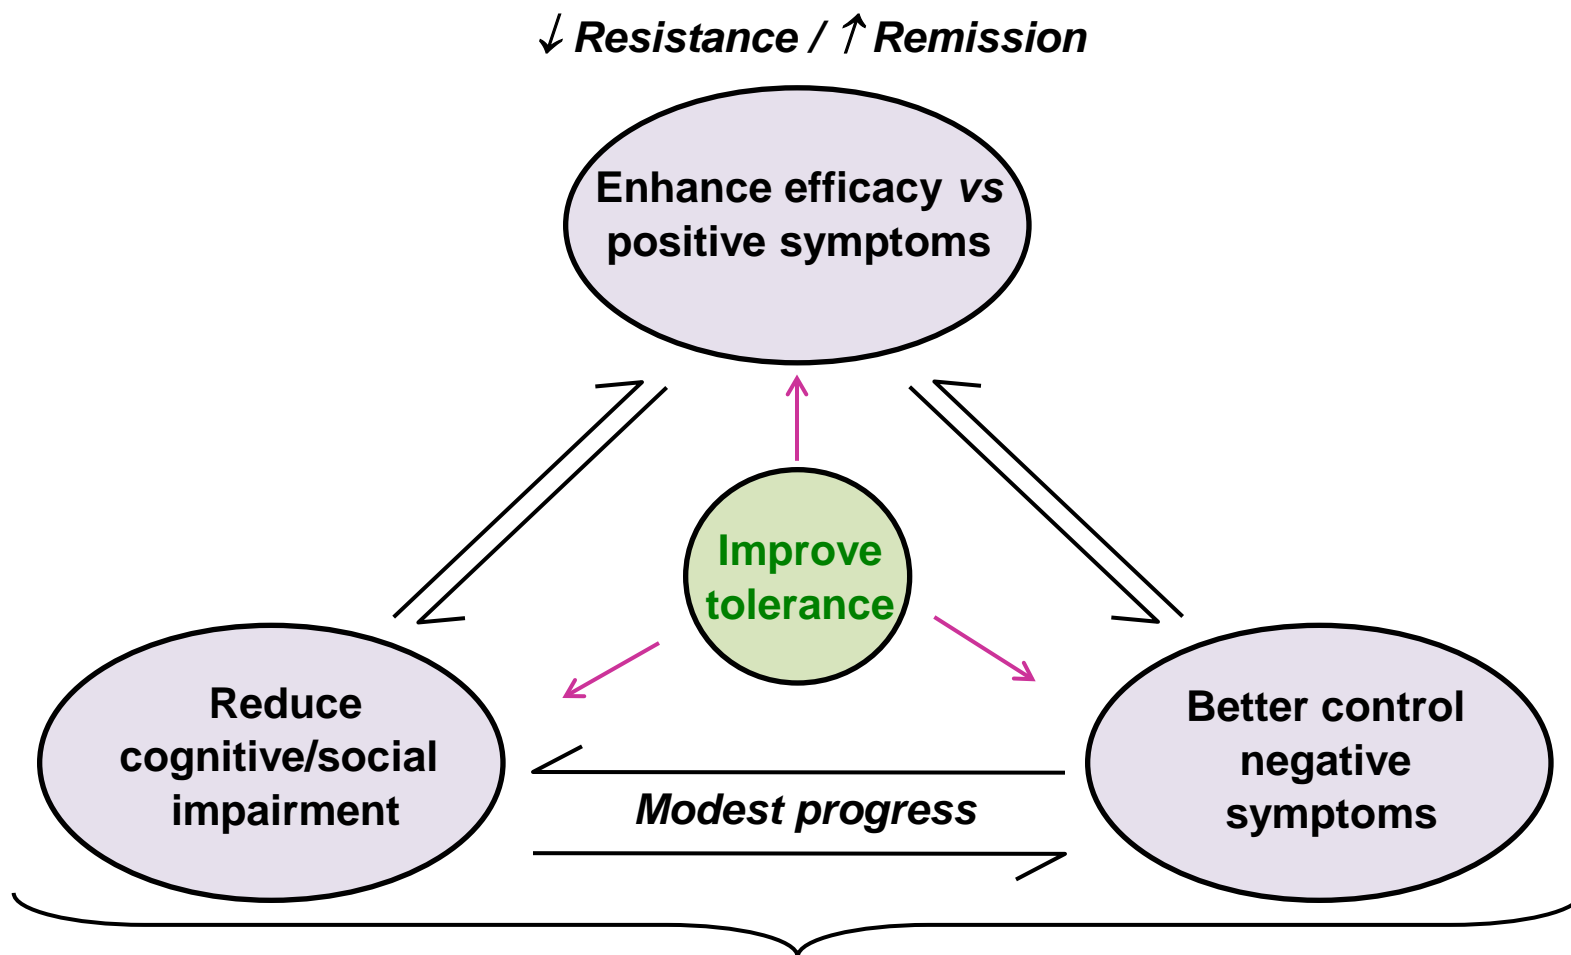 ↓ Resistance / ↑ Remission
Enhance efficacy vs
positive symptoms
Improve
tolerance
Reduce
cognitive/social
impairment
Better control
negative
symptoms
Modest progress